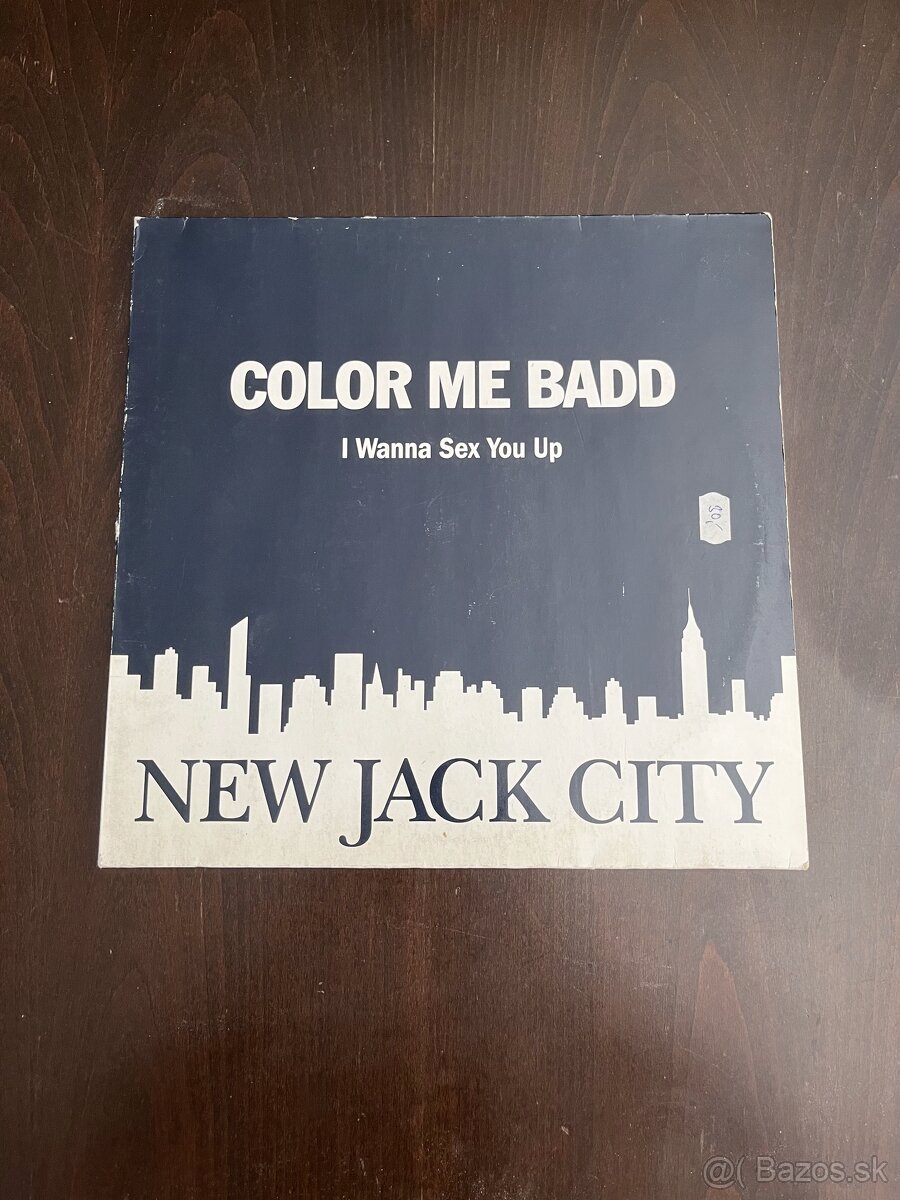 COLOR ME BADD
I Wanna Sex You Up
NEW JACK CITY
@( Bazos.sk